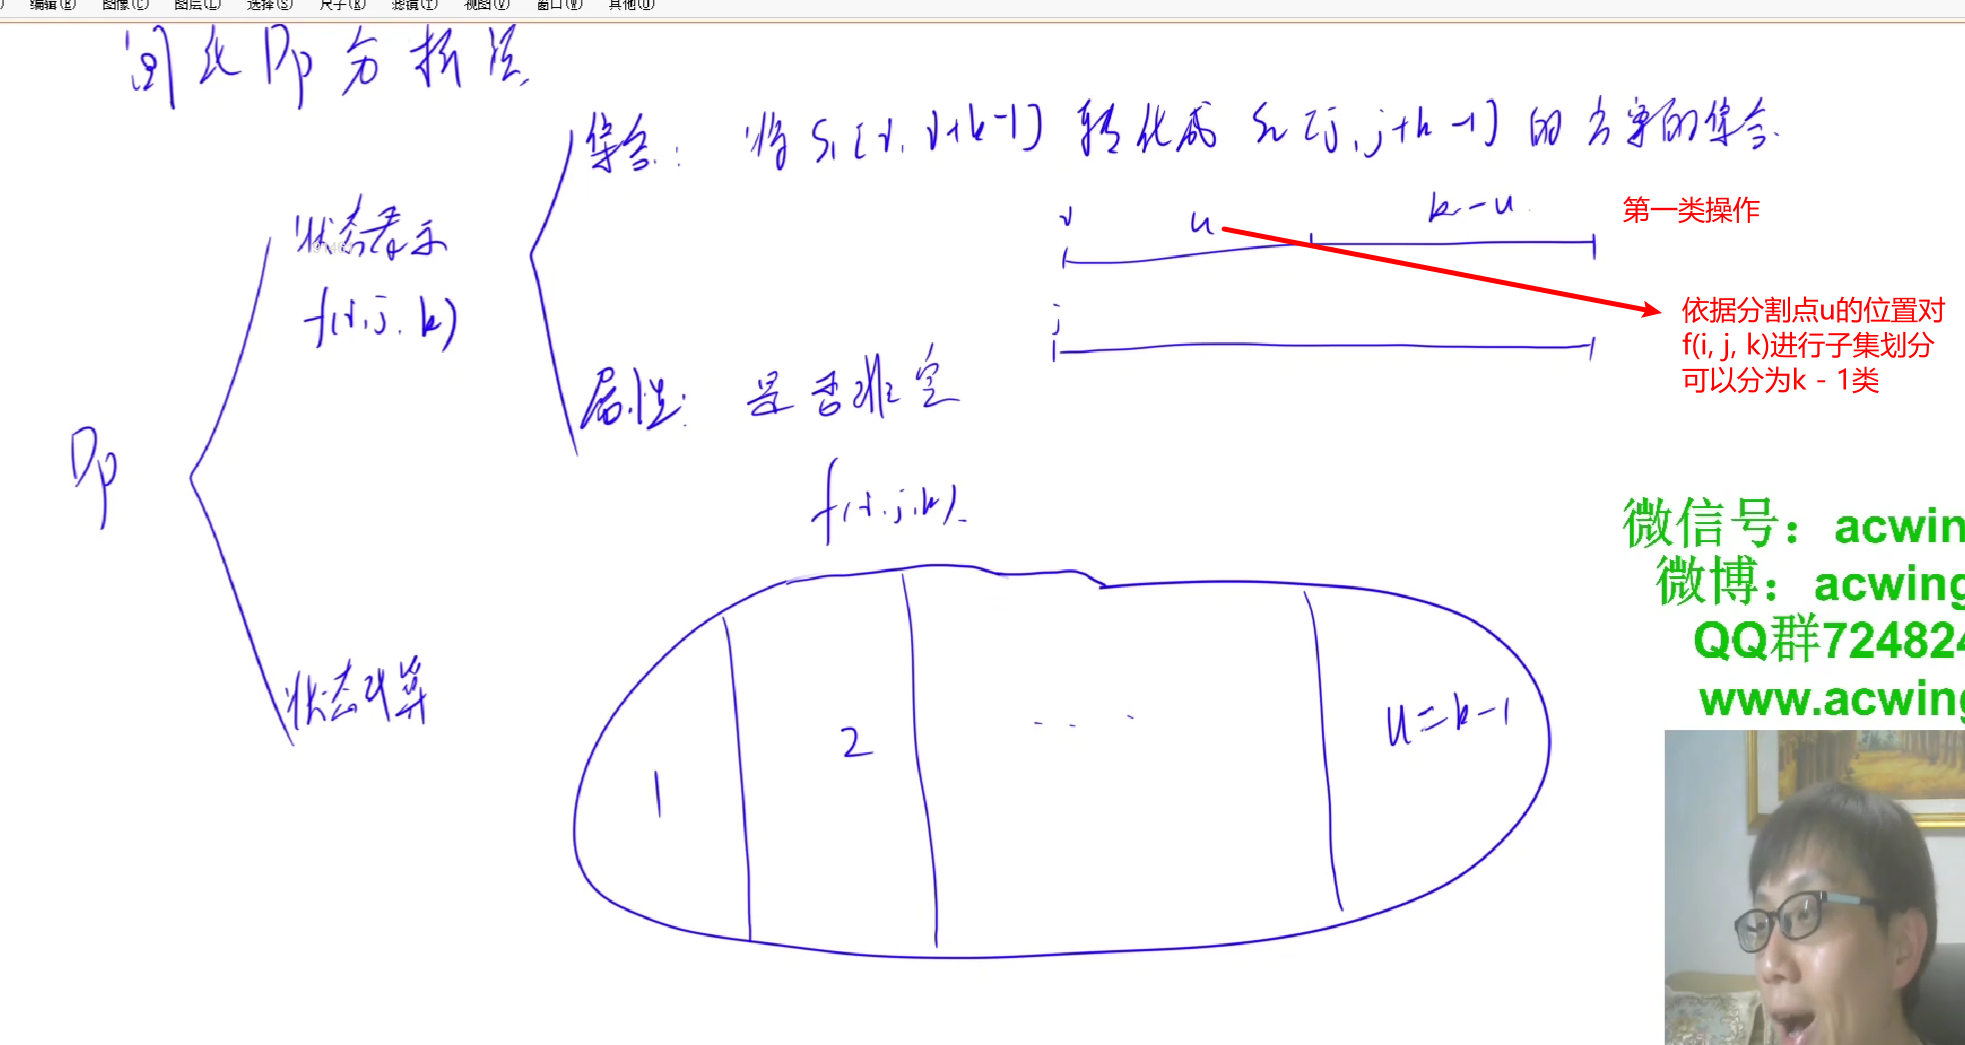 编辑(E) 图像(C) 图层(L) 选择(S) 尺子(R) 滤镜(T) 视图(V) 窗口(W) 其他(O)
闫氏Dp分析法
集合: 将S₁[i, i+k-1] 转化成 S₂[j, j+k-1] 的方案的集合
状态表示
f(i,j,k)
i u k-u
第一类操作
j
依据分割点u的位置对
f(i, j, k)进行子集划分
可以分为k - 1类
属性: 是否非空
Dp
f(i,j,k)
微信号: acwin
微博: acwing
QQ群724824
www.acwing
状态计算
1 2 ... u=k-1